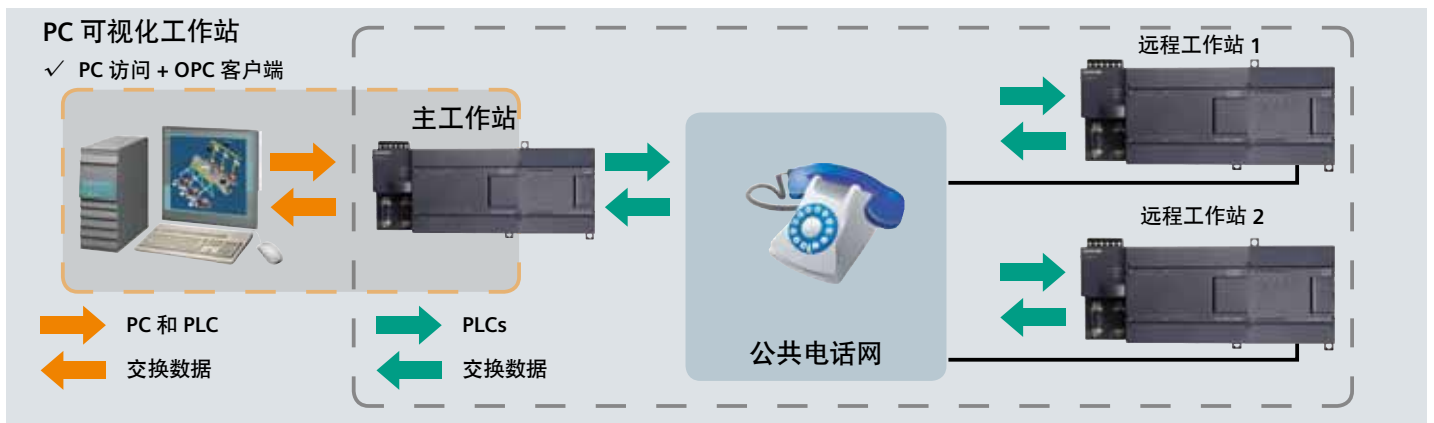 PC 可视化工作站
✓ PC 访问 + OPC 客户端
主工作站
远程工作站 1
远程工作站 2
公共电话网
PC 和 PLC
交换数据
PLCs
交换数据